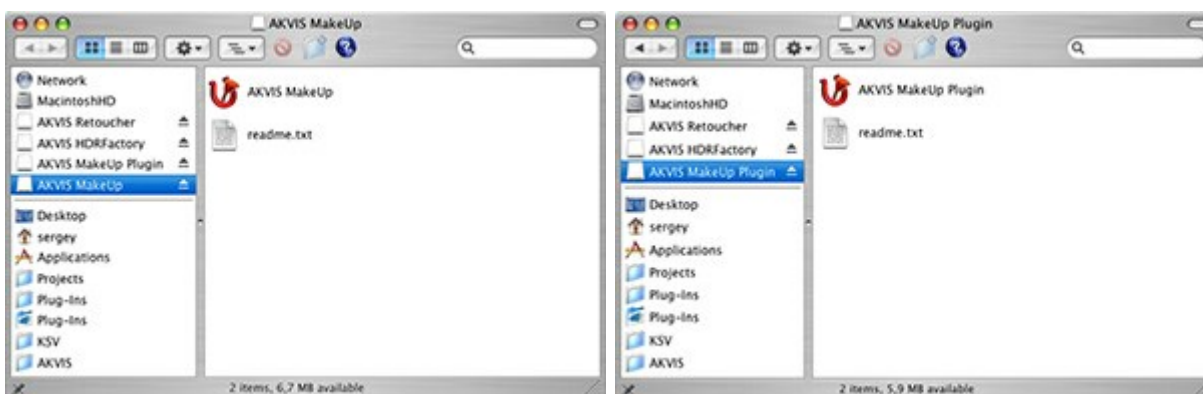 AKVIS MakeUp
Network
MacintoshHD
AKVIS Retoucher
AKVIS HDRFactory
AKVIS MakeUp Plugin
AKVIS MakeUp
Desktop
sergey
Applications
Projects
Plug-Ins
Plug-Ins
KSV
AKVIS
AKVIS MakeUp
readme.txt
2 items, 6,7 MB available
AKVIS MakeUp Plugin
Network
MacintoshHD
AKVIS Retoucher
AKVIS HDRFactory
AKVIS MakeUp Plugin
Desktop
sergey
Applications
Projects
Plug-Ins
Plug-Ins
KSV
AKVIS
AKVIS MakeUp Plugin
readme.txt
2 items, 5,9 MB available